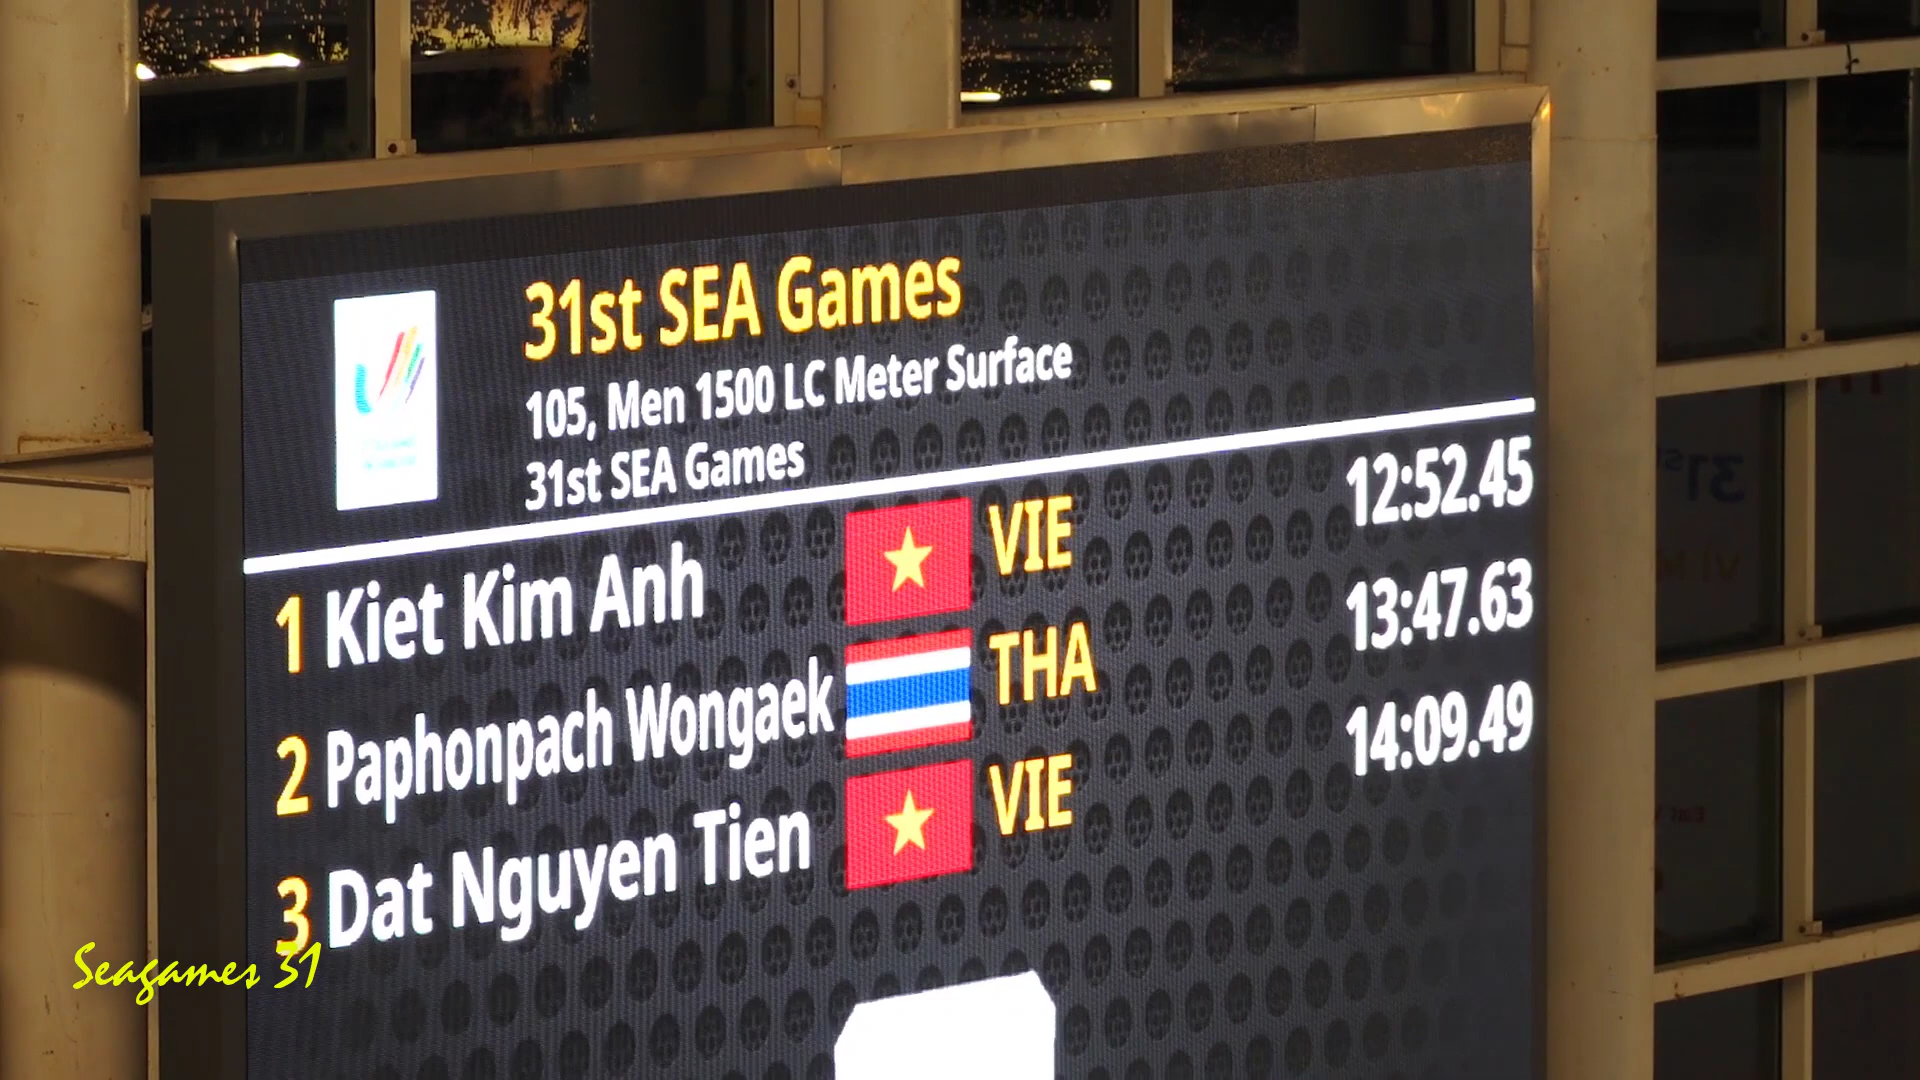 31st SEA Games
105, Men 1500 LC Meter Surface
31st SEA Games
1 Kiet Kim Anh VIE 12:52.45
2 Paphonpach Wongaek THA 13:47.63
3 Dat Nguyen Tien VIE 14:09.49
Seagames 31